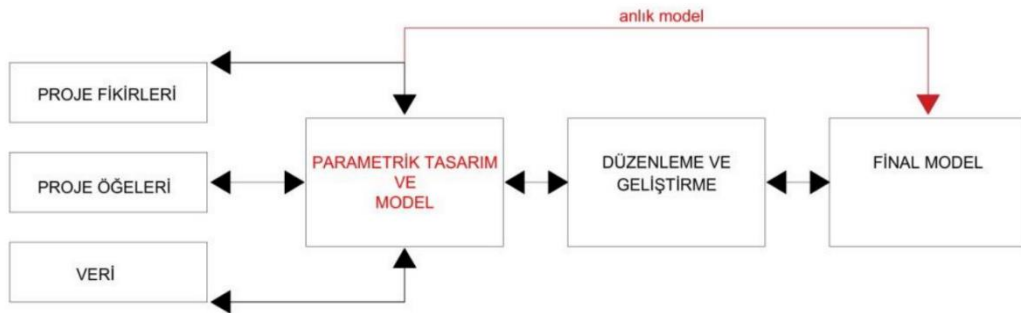 anlık model
PROJE FİKİRLERİ
PROJE ÖĞELERİ
VERİ
PARAMETRİK TASARIM
VE
MODEL
DÜZENLEME VE
GELİŞTİRME
FİNAL MODEL